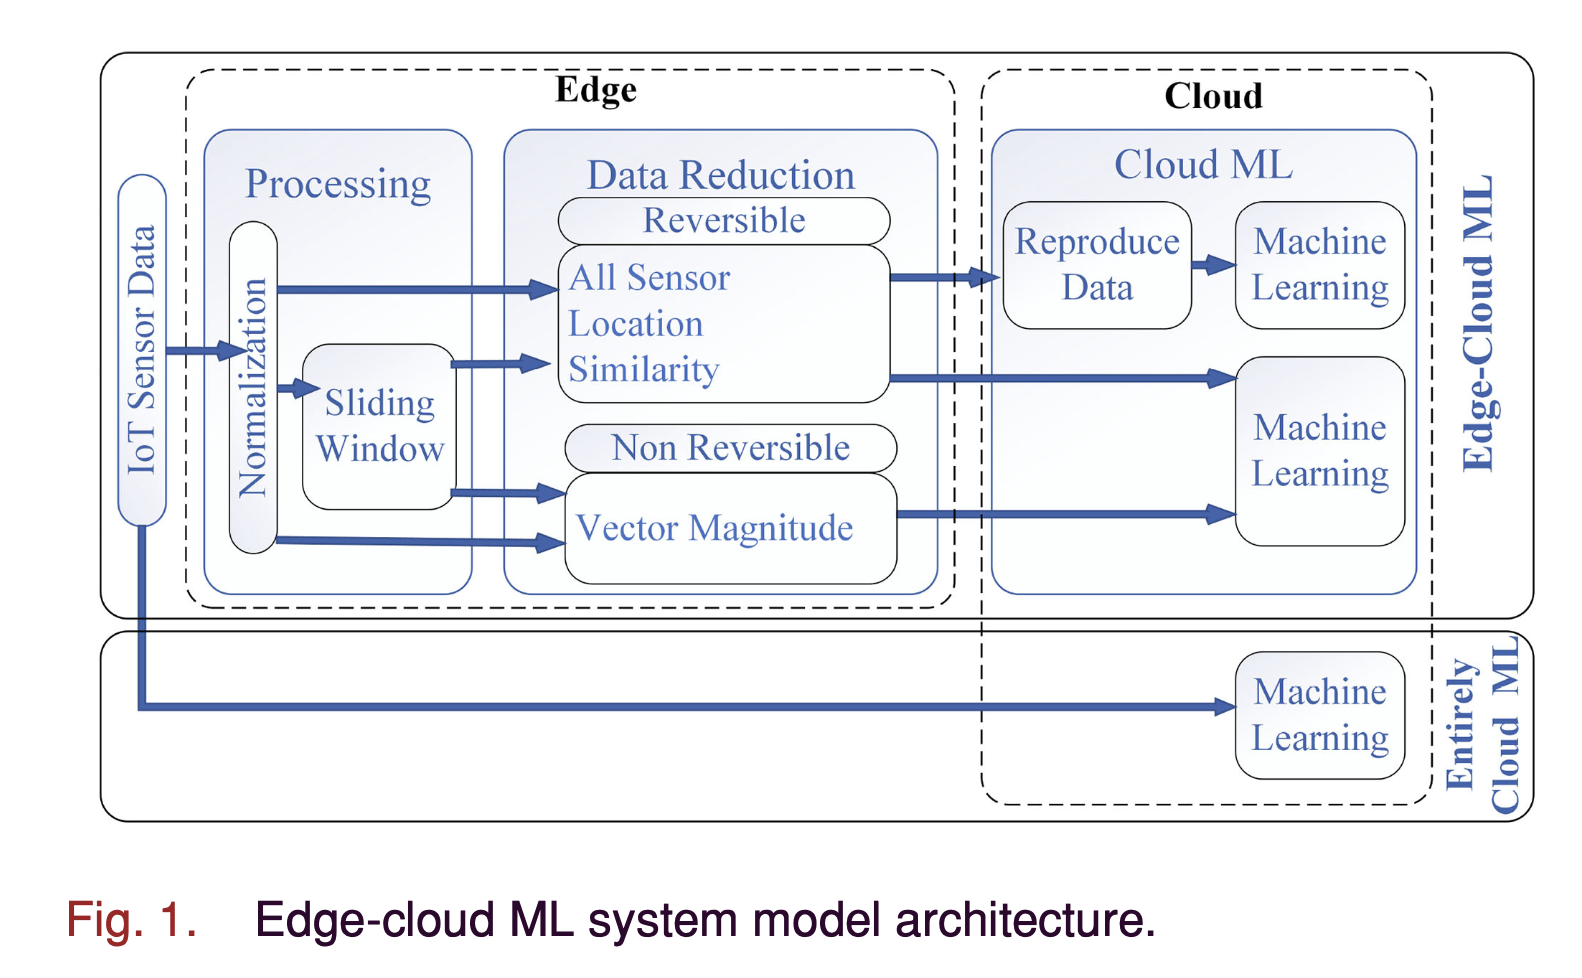 Edge
Cloud
IoT Sensor Data
Processing
Normalization
Sliding
Window
Data Reduction
Reversible
All Sensor
Location
Similarity
Non Reversible
Vector Magnitude
Cloud ML
Reproduce
Data
Machine
Learning
Machine
Learning
Edge-Cloud ML
Machine
Learning
Entirely
Cloud ML
Fig. 1. Edge-cloud ML system model architecture.